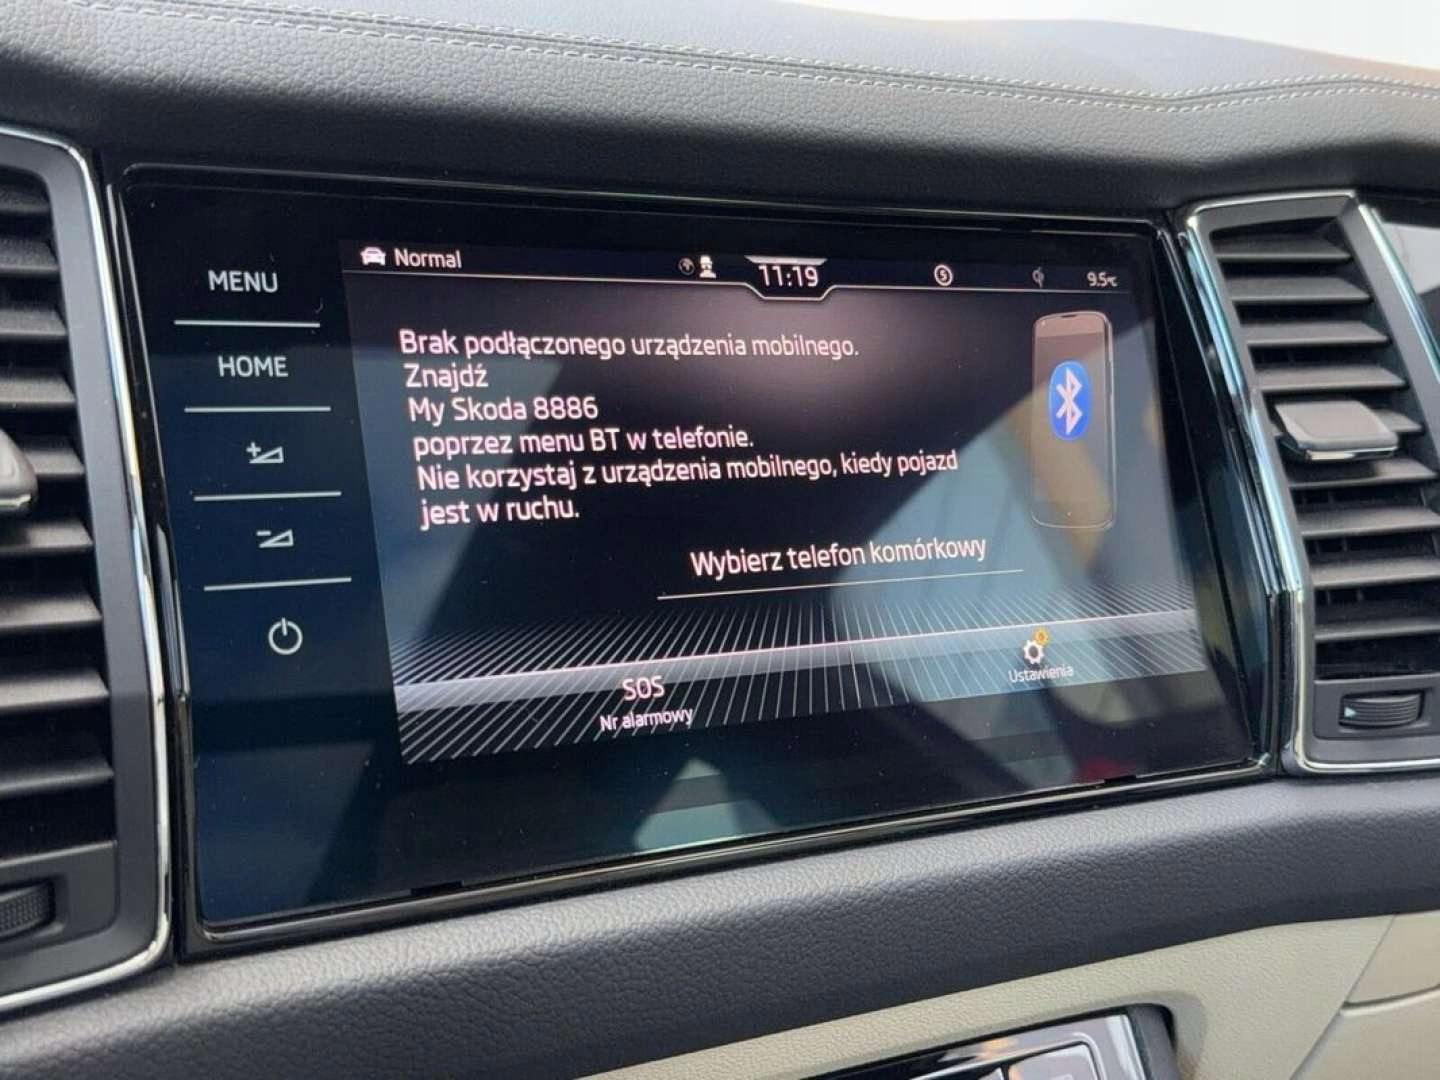 Normal
11:19
S
9.5°C
MENU
HOME
Brak podłączonego urządzenia mobilnego.
Znajdź
My Skoda 8886
poprzez menu BT w telefonie.
Nie korzystaj z urządzenia mobilnego, kiedy pojazd
jest w ruchu.
Wybierz telefon komórkowy
SOS
Nr alarmowy
Ustawienia